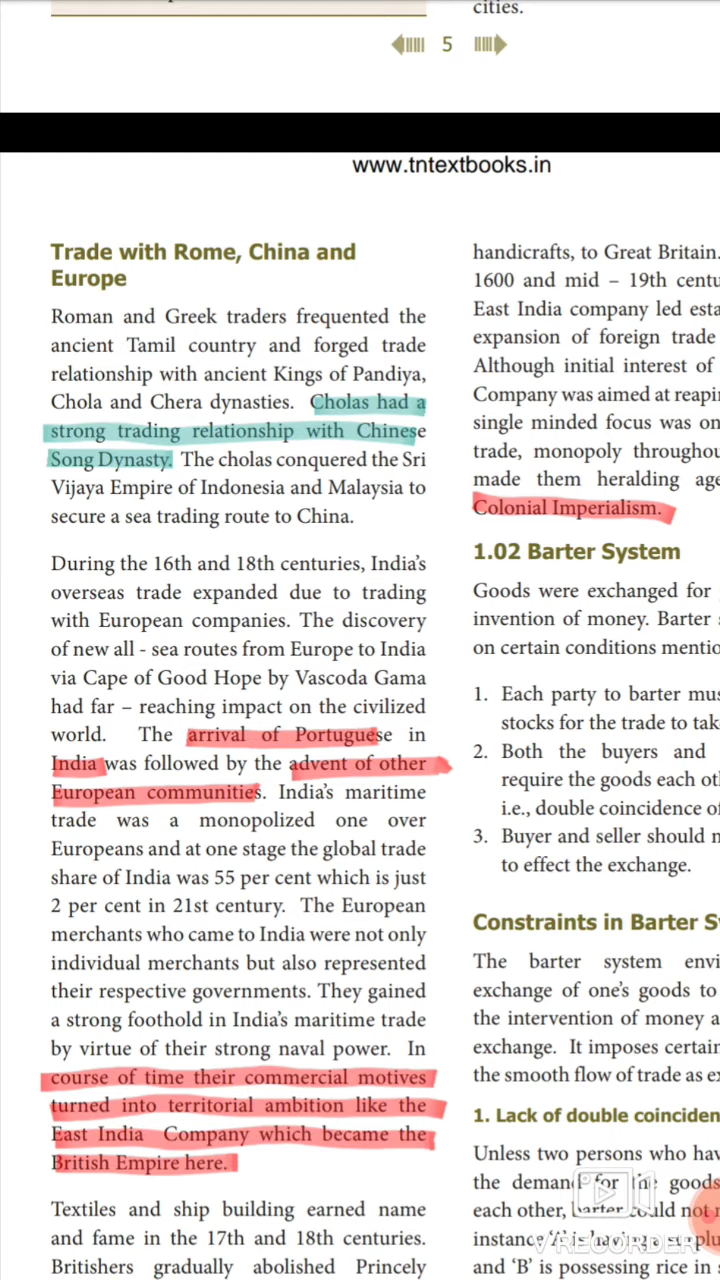 cities.
5
www.tntextbooks.in
Trade with Rome, China and
Europe
Roman and Greek traders frequented the
ancient Tamil country and forged trade
relationship with ancient Kings of Pandiya,
Chola and Chera dynasties. Cholas had a
strong trading relationship with Chinese
Song Dynasty. The cholas conquered the Sri
Vijaya Empire of Indonesia and Malaysia to
secure a sea trading route to China.
During the 16th and 18th centuries, India's
overseas trade expanded due to trading
with European companies. The discovery
of new all - sea routes from Europe to India
via Cape of Good Hope by Vascoda Gama
had far – reaching impact on the civilized
world. The arrival of Portuguese in
India was followed by the advent of other
European communities. India's maritime
trade was a monopolized one over
Europeans and at one stage the global trade
share of India was 55 per cent which is just
2 per cent in 21st century. The European
merchants who came to India were not only
individual merchants but also represented
their respective governments. They gained
a strong foothold in India's maritime trade
by virtue of their strong naval power. In
course of time their commercial motives
turned into territorial ambition like the
East India Company which became the
British Empire here.
Textiles and ship building earned name
and fame in the 17th and 18th centuries.
Britishers gradually abolished Princely
handicrafts, to Great Britain.
1600 and mid – 19th
East India company led
expansion of foreign trade
Although initial interest of
Company was aimed at
single minded focus was on
trade, monopoly
made them heralding
Colonial Imperialism.
1.02 Barter System
Goods were exchanged for
invention of money. Barter
on certain conditions
1. Each party to barter
stocks for the trade to
2. Both the buyers and
require the goods each
i.e., double coincidence
3. Buyer and seller should
to effect the exchange.
Constraints in Barter
The barter system
exchange of one's goods to
the intervention of money
exchange. It imposes
the smooth flow of trade as
1. Lack of double
Unless two persons who
the demand for the goods
each other, barter could not
instance 'A' is having a
and 'B' is possessing rice in
VRECORDER